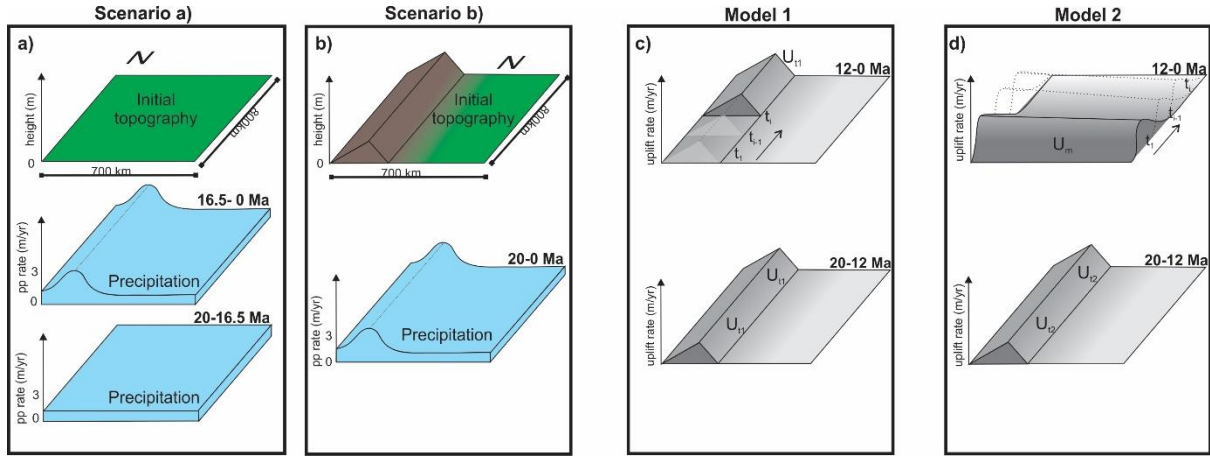 Scenario a)
a)
N
height (m)
0
Initial
topography
800km
700 km
16.5- 0 Ma
pp rate (m/yr)
3
0
Precipitation
20-16.5 Ma
pp rate (m/yr)
3
0
Precipitation
Scenario b)
b)
N
height (m)
0
Initial
topography
800km
700 km
20-0 Ma
pp rate (m/yr)
3
0
Precipitation
Model 1
c)
Ut1
12-0 Ma
uplift rate (m/yr)
ti
ti-1
t1
20-12 Ma
uplift rate (m/yr)
Ut1
Ut1
Model 2
d)
12-0 Ma
uplift rate (m/yr)
ti
ti-1
t1
Um
20-12 Ma
uplift rate (m/yr)
Ut2
Ut2